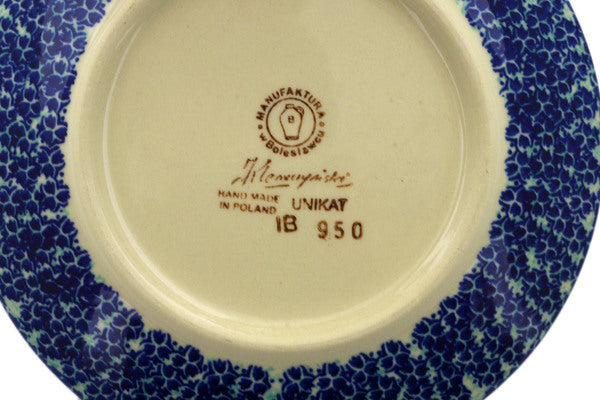 MANUFAKTURA
w Bolesławcu
B
HAND MADE
IN POLAND
UNIKAT
IB 950